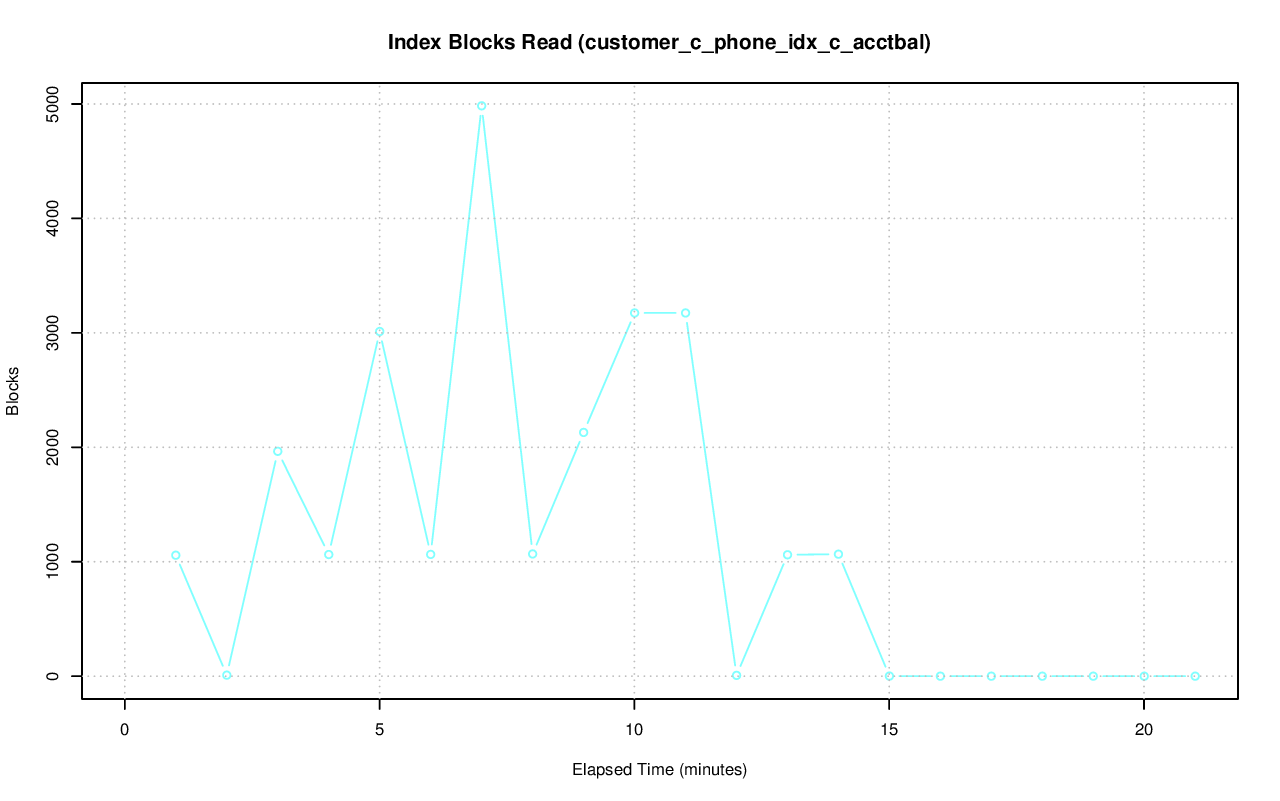 Index Blocks Read (customer_c_phone_idx_c_acctbal)
5000
4000
3000
2000
1000
0
Blocks
0 5 10 15 20
Elapsed Time (minutes)